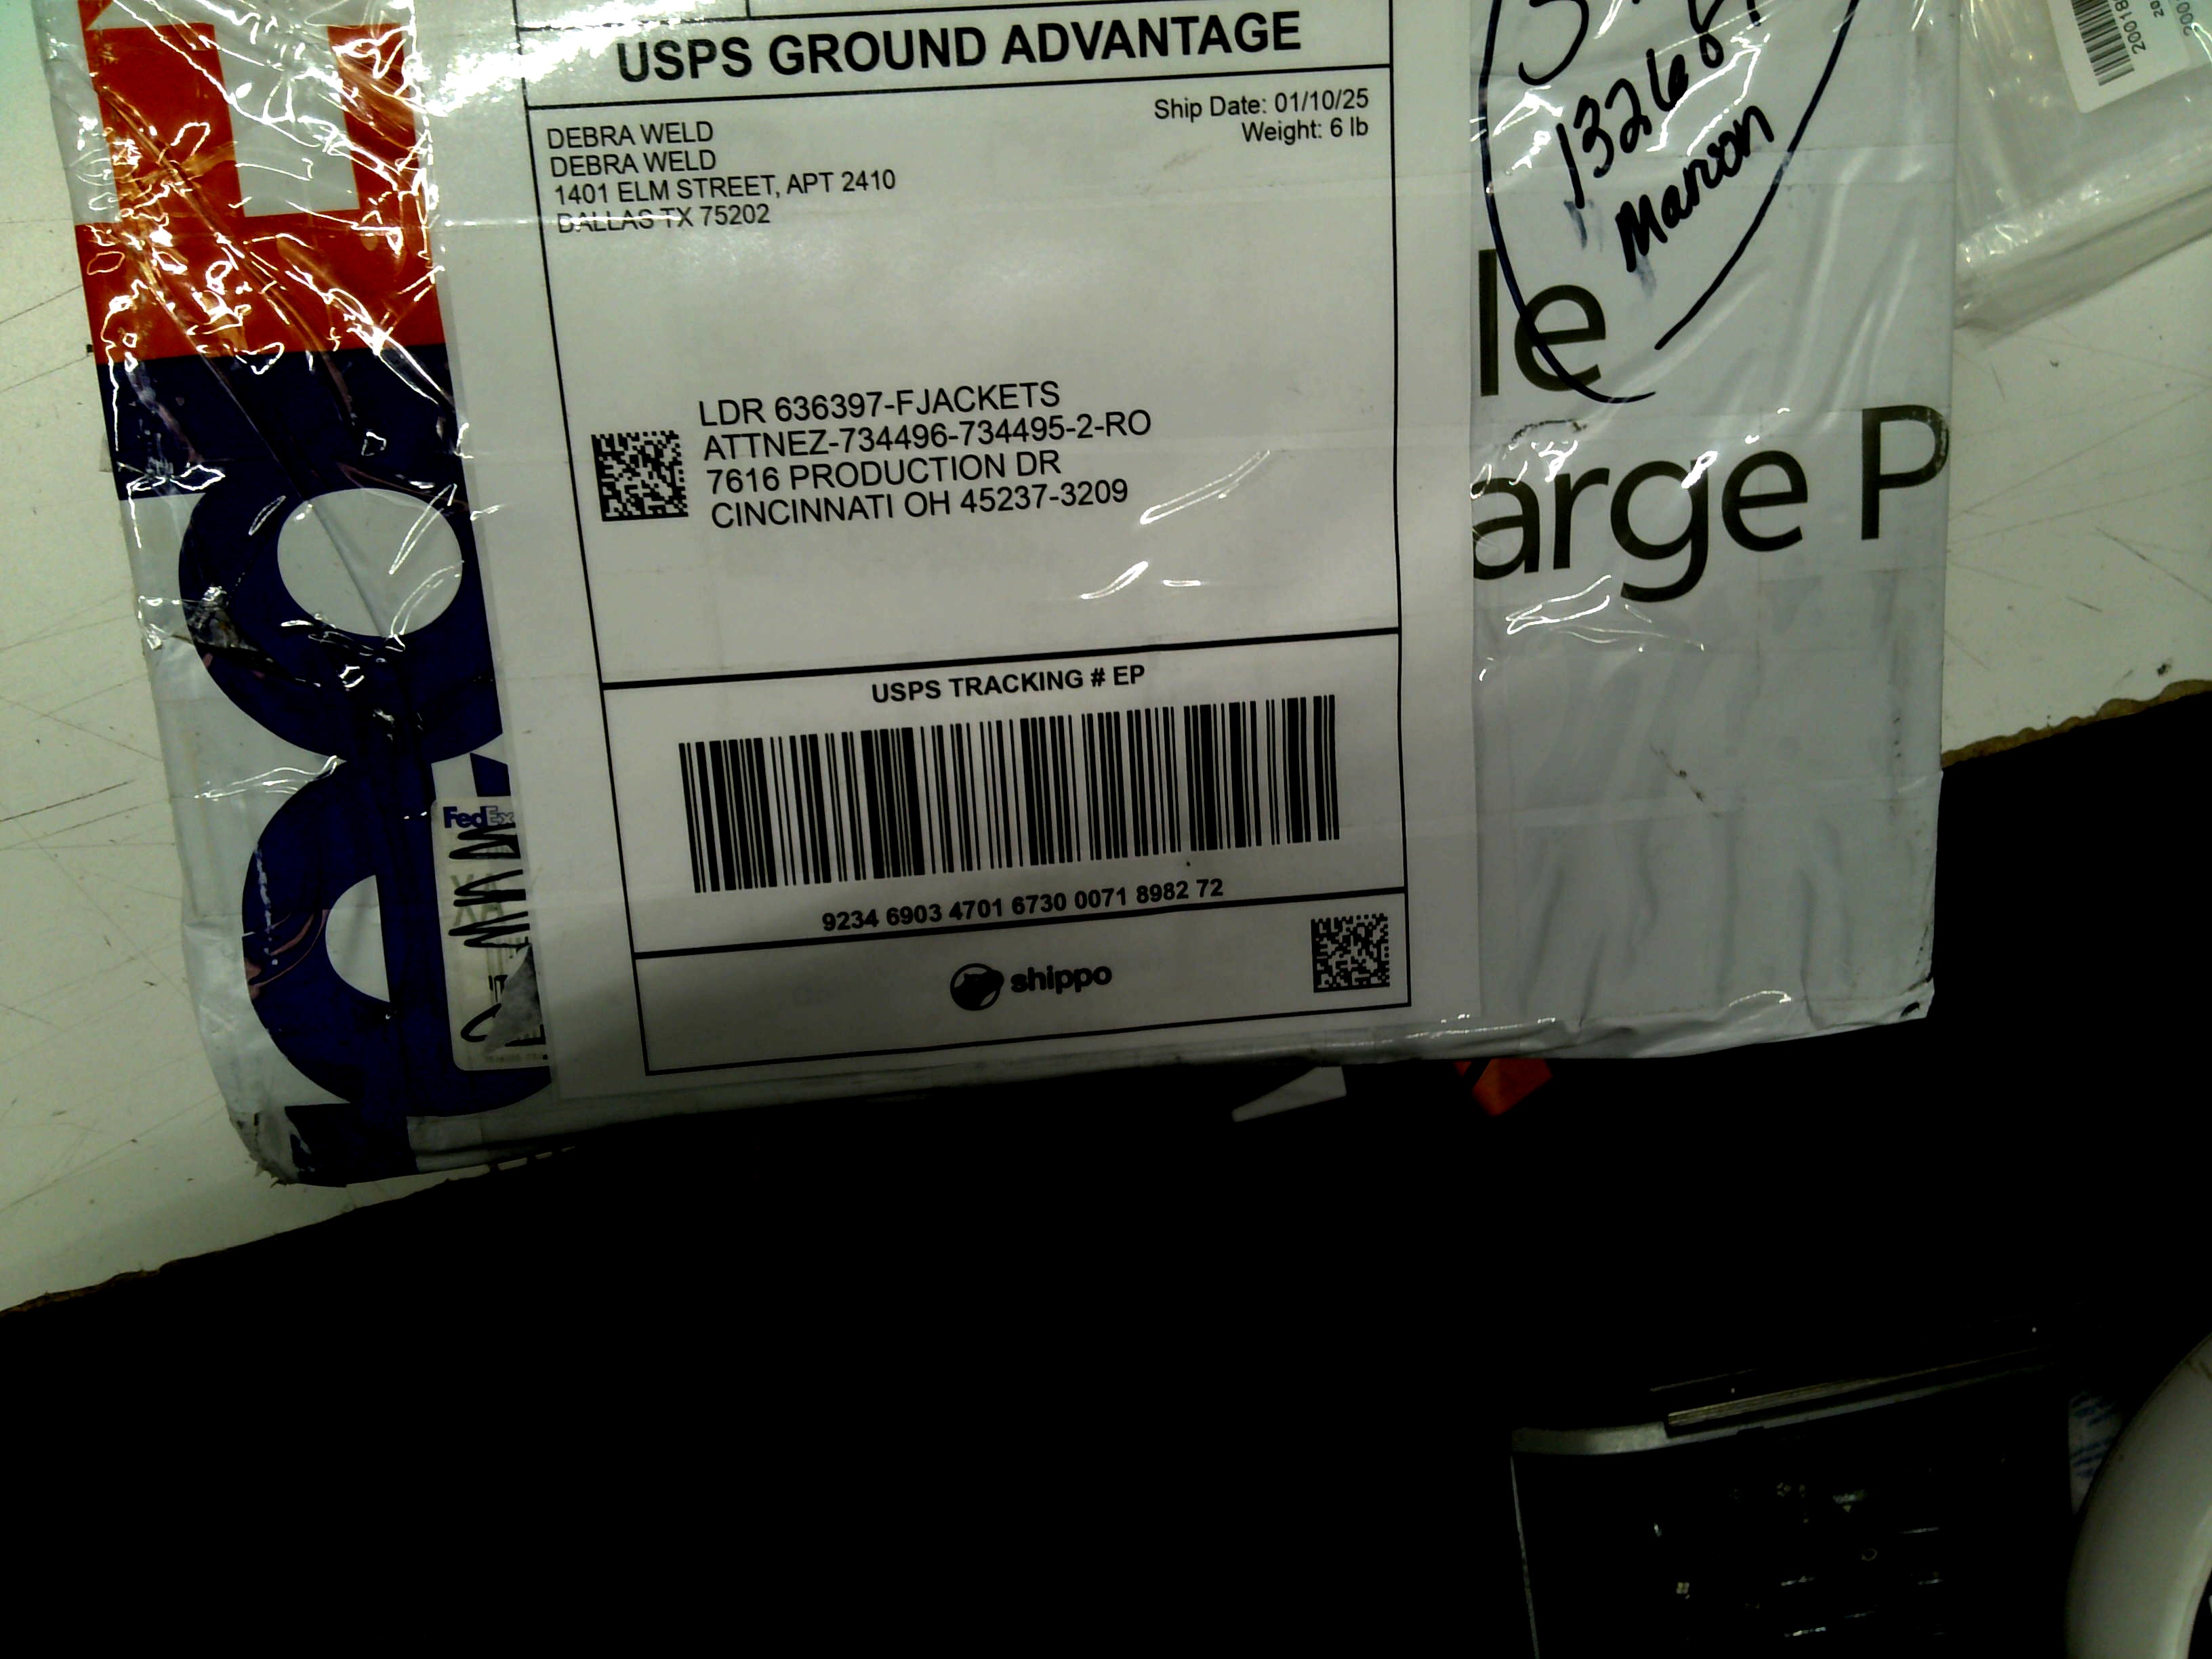 USPS GROUND ADVANTAGE
Ship Date: 01/10/25
Weight: 6 lb
DEBRA WELD
DEBRA WELD
1401 ELM STREET, APT 2410
DALLAS TX 75202
LDR 636397-FJACKETS
ATTNEZ-734496-734495-2-RO
7616 PRODUCTION DR
CINCINNATI OH 45237-3209
USPS TRACKING # EP
9234 6903 4701 6730 0071 8982 72
shippo
Marion
le
arge P
FedEx